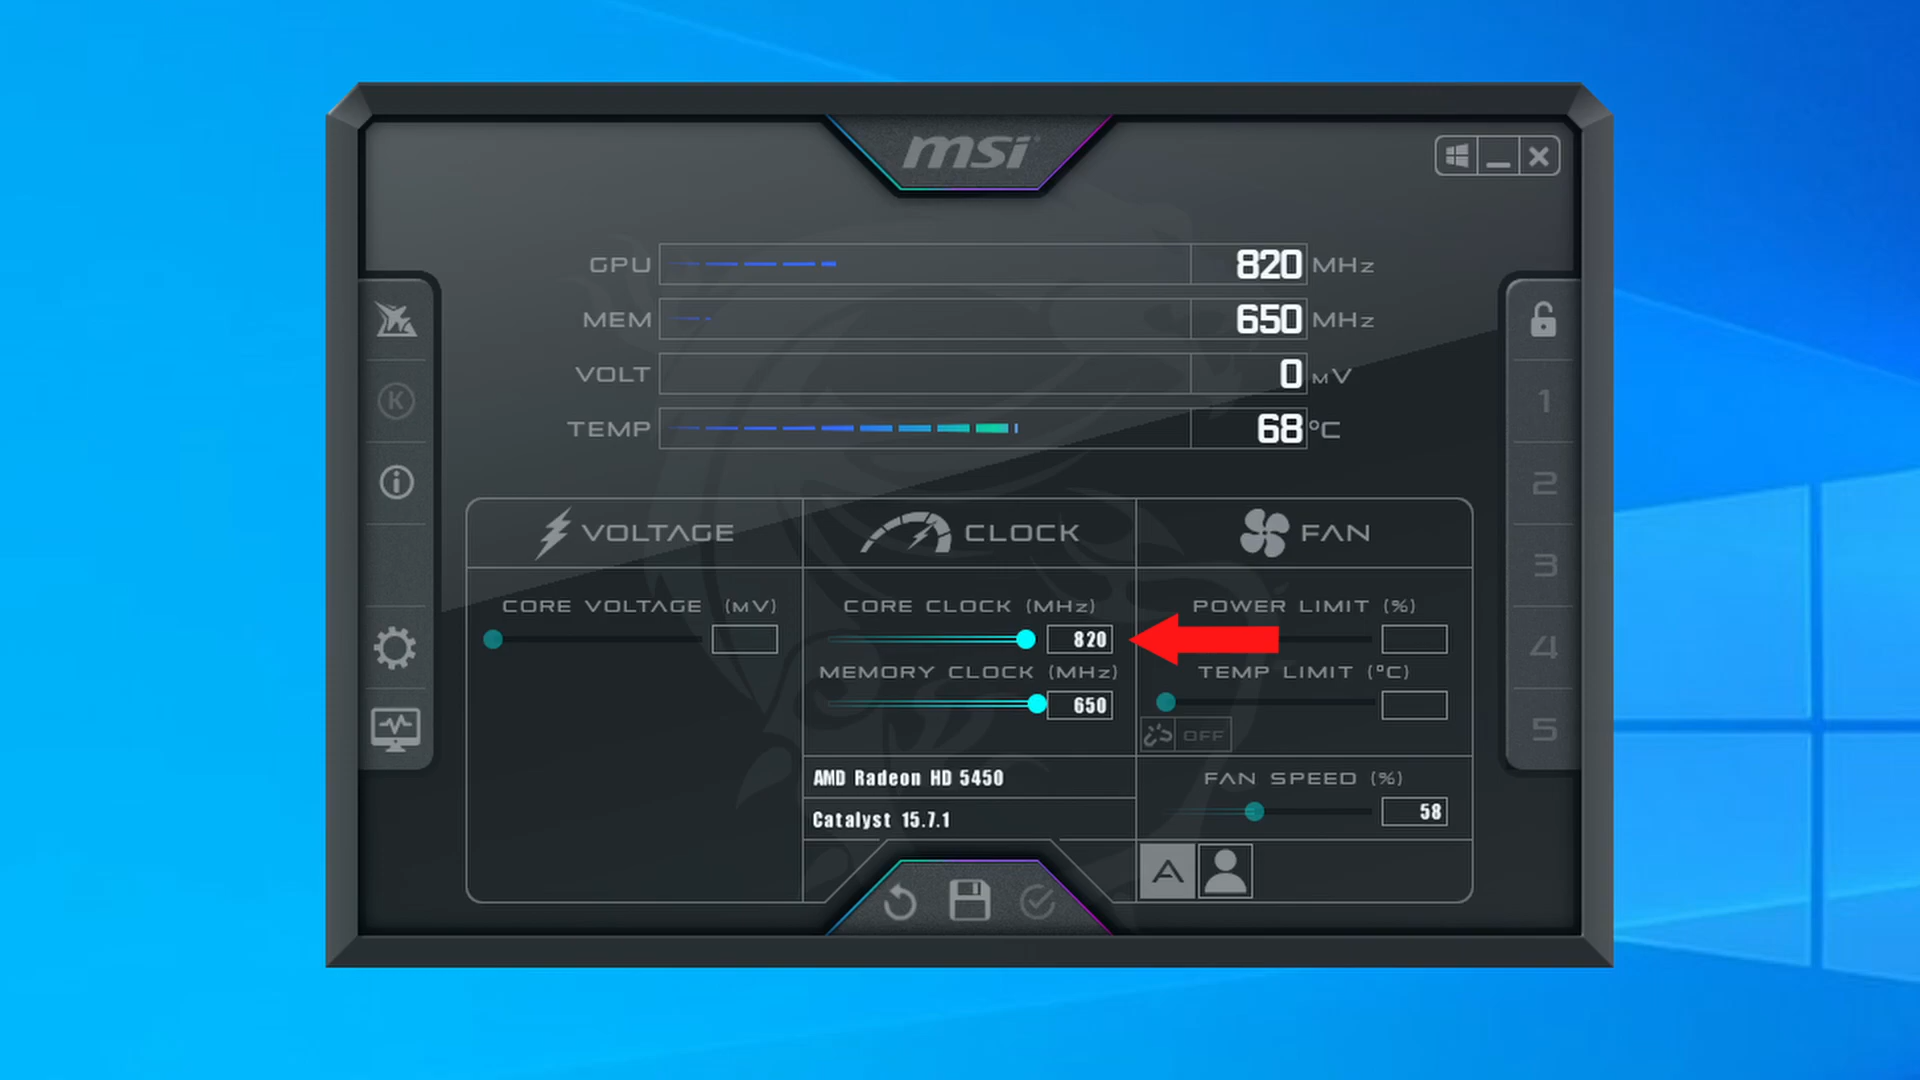 msi
GPU 820 MHz
MEM 650 MHz
VOLT 0 mV
TEMP 68 °C
K
i
1
2
3
4
5
VOLTAGE
CLOCK
FAN
CORE VOLTAGE (mV)
CORE CLOCK (MHz)
820
MEMORY CLOCK (MHz)
650
AMD Radeon HD 5450
Catalyst 15.7.1
POWER LIMIT (%)
TEMP LIMIT (°C)
OFF
FAN SPEED (%)
58
A